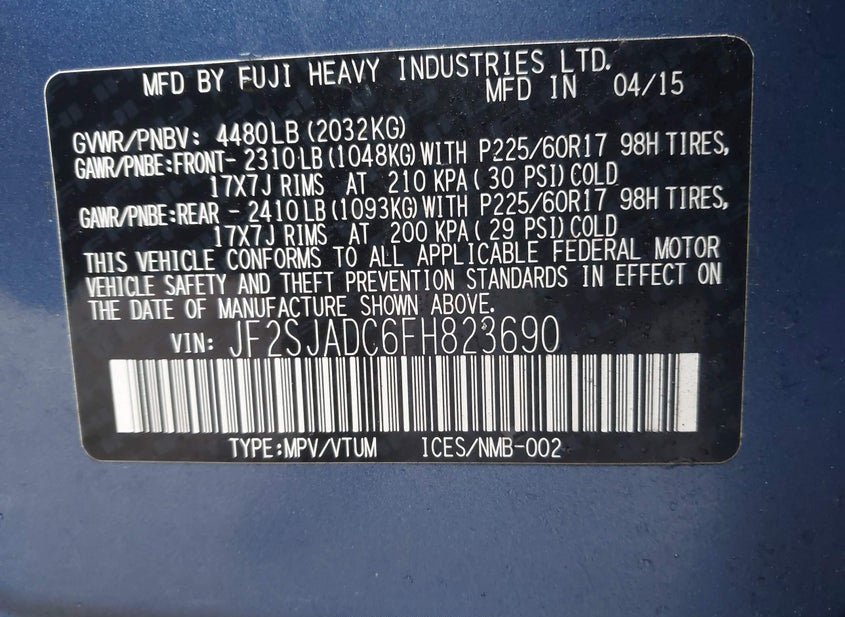 MFD BY FUJI HEAVY INDUSTRIES LTD.
MFD IN 04/15
GVWR/PNBV: 4480LB(2032KG)
GAWR/PNBE:FRONT- 2310LB(1048KG)WITH P225/60R17 98H TIRES,
17X7J RIMS AT 210 KPA( 30 PSI)COLD
GAWR/PNBE:REAR - 2410LB(1093KG)WITH P225/60R17 98H TIRES,
17X7J RIMS AT 200 KPA( 29 PSI)COLD
THIS VEHICLE CONFORMS TO ALL APPLICABLE FEDERAL MOTOR
VEHICLE SAFETY AND THEFT PREVENTION STANDARDS IN EFFECT ON
THE DATE OF MANUFACTURE SHOWN ABOVE.
VIN: JF2SJADC6FH823690
TYPE:MPV/VTUM ICES/NMB-002